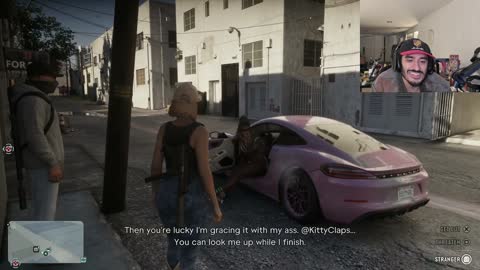 FOR
Then you're lucky I'm gracing it with my ass. @KittyClaps...
You can look me up while I finish.
STRANGER